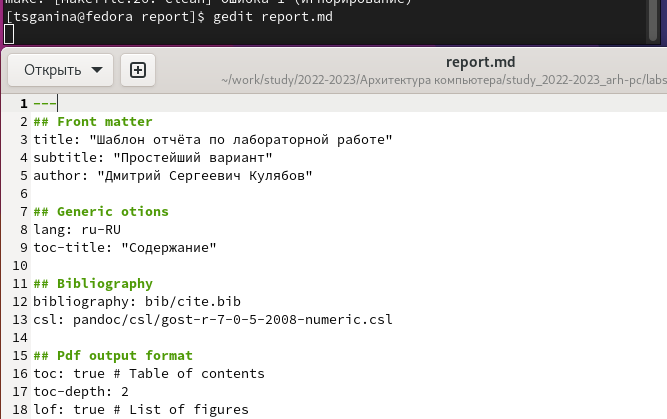 make: [Makefile:20: clean] Ошибка 1 (игнорирование)
[tsganina@fedora report]$ gedit report.md
Открыть
report.md
~/work/study/2022-2023/Архитектура компьютера/study_2022-2023_arh-pc/labs
1 ---
2 ## Front matter
3 title: "Шаблон отчёта по лабораторной работе"
4 subtitle: "Простейший вариант"
5 author: "Дмитрий Сергеевич Кулябов"
6
7 ## Generic otions
8 lang: ru-RU
9 toc-title: "Содержание"
10
11 ## Bibliography
12 bibliography: bib/cite.bib
13 csl: pandoc/csl/gost-r-7-0-5-2008-numeric.csl
14
15 ## Pdf output format
16 toc: true # Table of contents
17 toc-depth: 2
18 lof: true # List of figures